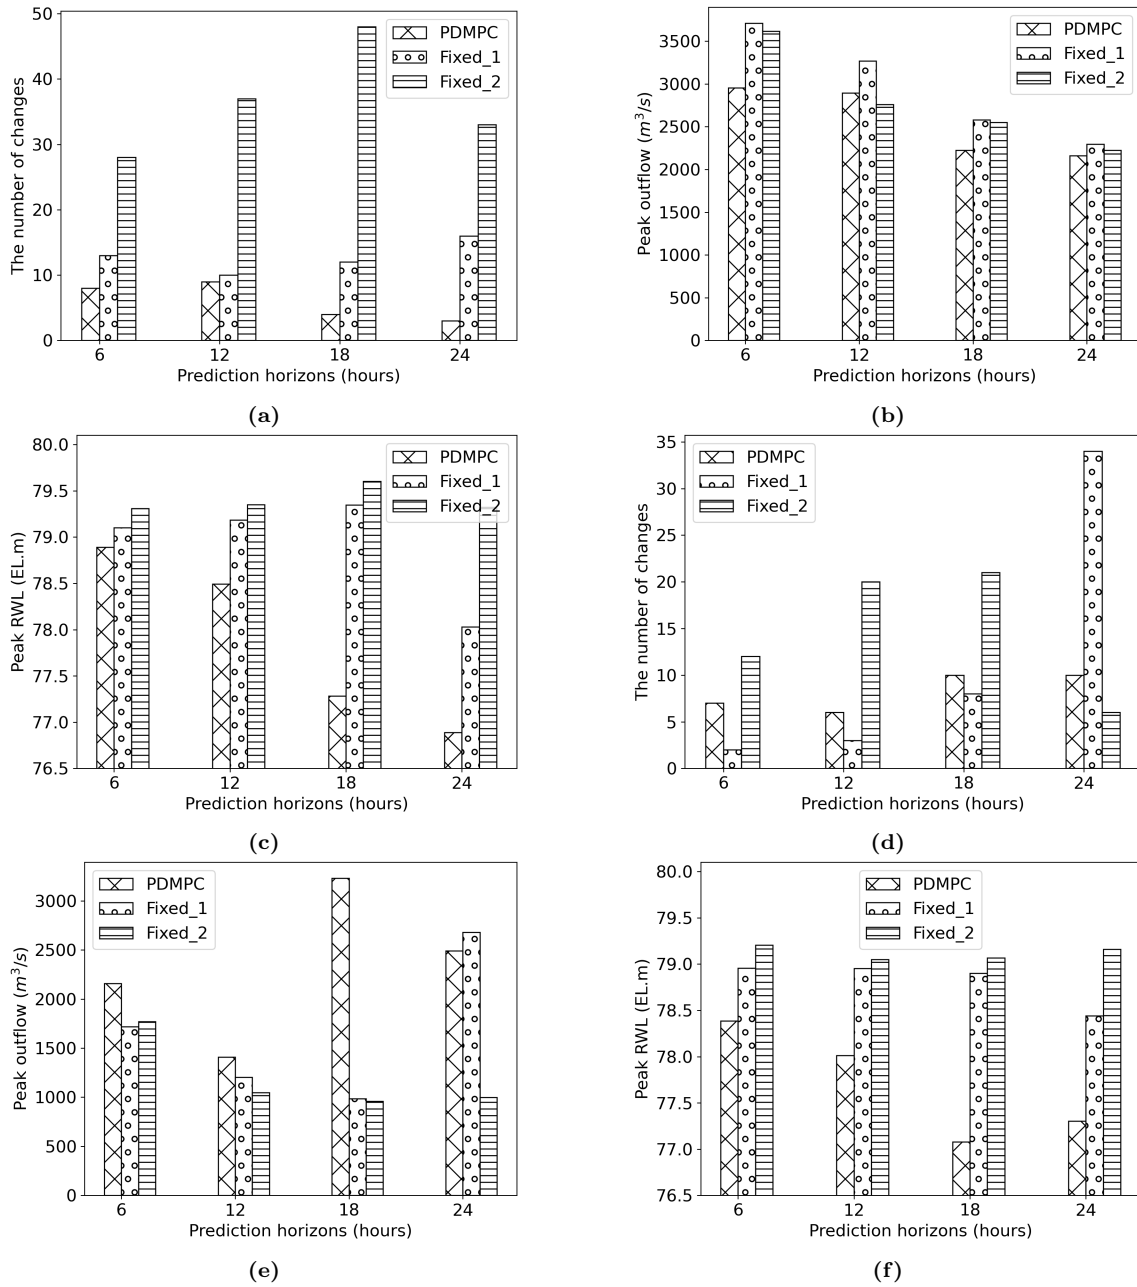 50
40
30
20
10
0
The number of changes
PDMPC
Fixed_1
Fixed_2
6 12 18 24
Prediction horizons (hours)
(a)
3500
3000
2500
2000
1500
1000
500
0
Peak outflow (m³/s)
PDMPC
Fixed_1
Fixed_2
6 12 18 24
Prediction horizons (hours)
(b)
80.0
79.5
79.0
78.5
78.0
77.5
77.0
76.5
Peak RWL (EL.m)
PDMPC
Fixed_1
Fixed_2
6 12 18 24
Prediction horizons (hours)
(c)
35
30
25
20
15
10
5
0
The number of changes
PDMPC
Fixed_1
Fixed_2
6 12 18 24
Prediction horizons (hours)
(d)
3000
2500
2000
1500
1000
500
0
Peak outflow (m³/s)
PDMPC
Fixed_1
Fixed_2
6 12 18 24
Prediction horizons (hours)
(e)
80.0
79.5
79.0
78.5
78.0
77.5
77.0
76.5
Peak RWL (EL.m)
PDMPC
Fixed_1
Fixed_2
6 12 18 24
Prediction horizons (hours)
(f)